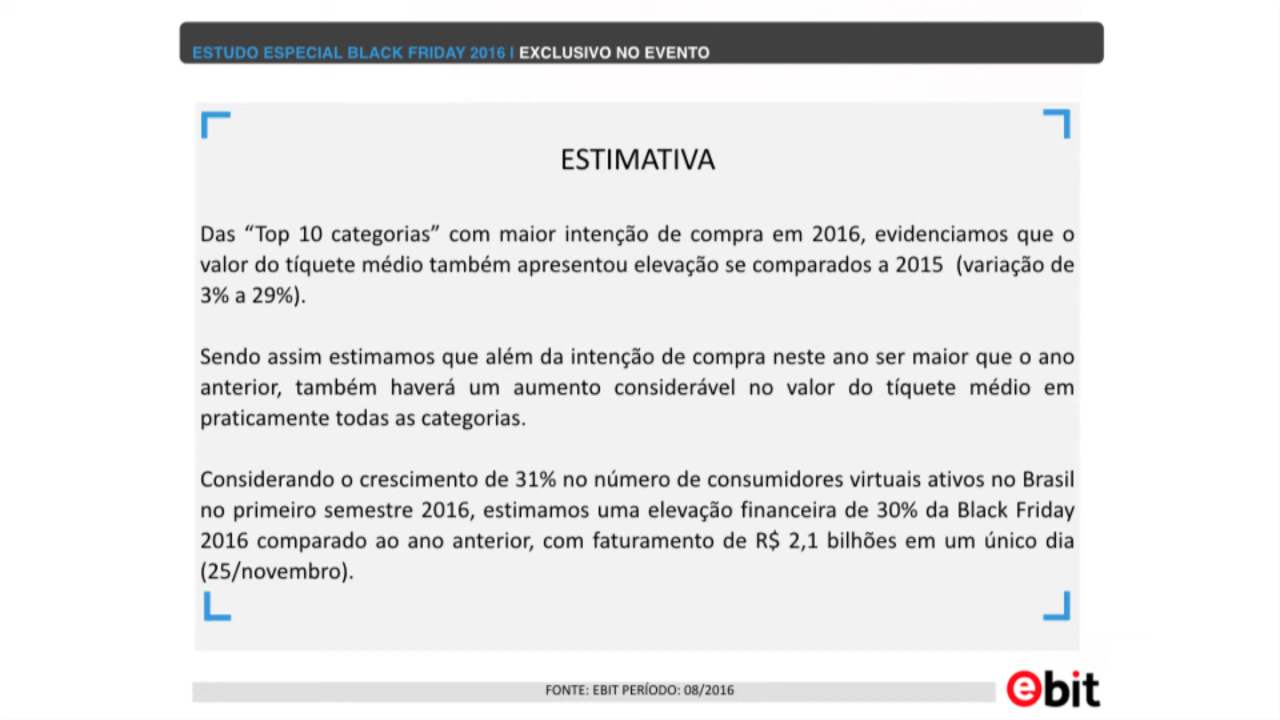 ESTUDO ESPECIAL BLACK FRIDAY 2016 | EXCLUSIVO NO EVENTO
ESTIMATIVA
Das “Top 10 categorias” com maior intenção de compra em 2016, evidenciamos que o
valor do tíquete médio também apresentou elevação se comparados a 2015  (variação de
3% a 29%).
Sendo assim estimamos que além da intenção de compra neste ano ser maior que o ano
anterior, também haverá um aumento considerável no valor do tíquete médio em
praticamente todas as categorias.
Considerando o crescimento de 31% no número de consumidores virtuais ativos no Brasil
no primeiro semestre 2016, estimamos uma elevação financeira de 30% da Black Friday
2016 comparado ao ano anterior, com faturamento de R$ 2,1 bilhões em um único dia
(25/novembro).
FONTE: EBIT PERÍODO: 08/2016
ebit